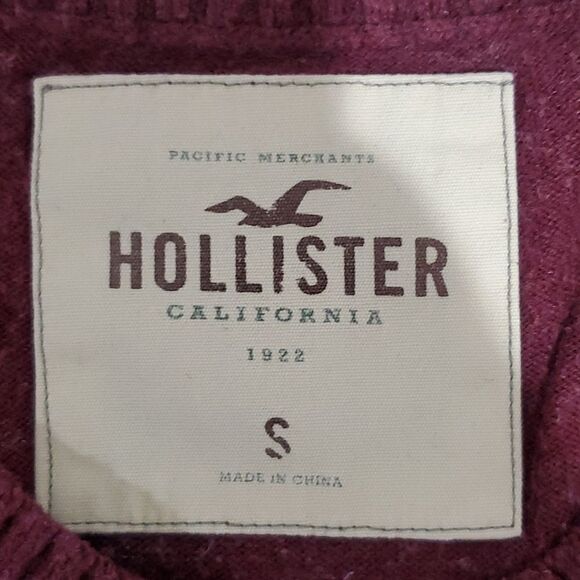 PACIFIC MERCHANTS
HOLLISTER
CALIFORNIA
1922
S
MADE IN CHINA